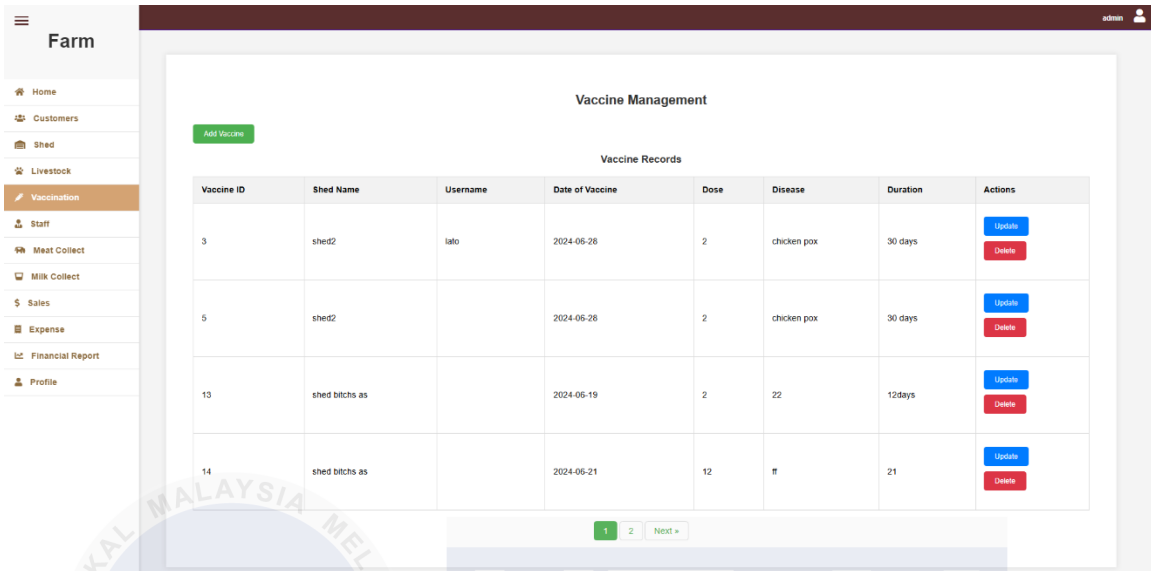 admin
Farm
Home
Customers
Shed
Livestock
Vaccination
Staff
Meat Collect
Milk Collect
$ Sales
Expense
Financial Report
Profile
Vaccine Management
Add Vaccine
Vaccine Records
Vaccine ID Shed Name Username Date of Vaccine Dose Disease Duration Actions
3 shed2 lato 2024-06-28 2 chicken pox 30 days Update Delete
5 shed2 2024-06-28 2 chicken pox 30 days Update Delete
13 shed bitchs as 2024-06-19 2 22 12days Update Delete
14 shed bitchs as 2024-06-21 12 ff 21 Update Delete
1 2 Next »
KAL MALAYSIA MEL